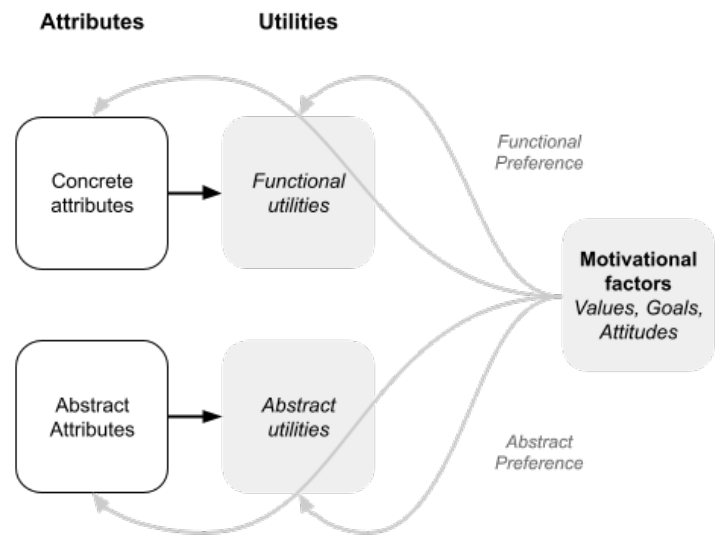 Attributes
Utilities
Concrete
attributes
Functional
utilities
Functional
Preference
Motivational
factors
Values, Goals,
Attitudes
Abstract
Attributes
Abstract
utilities
Abstract
Preference